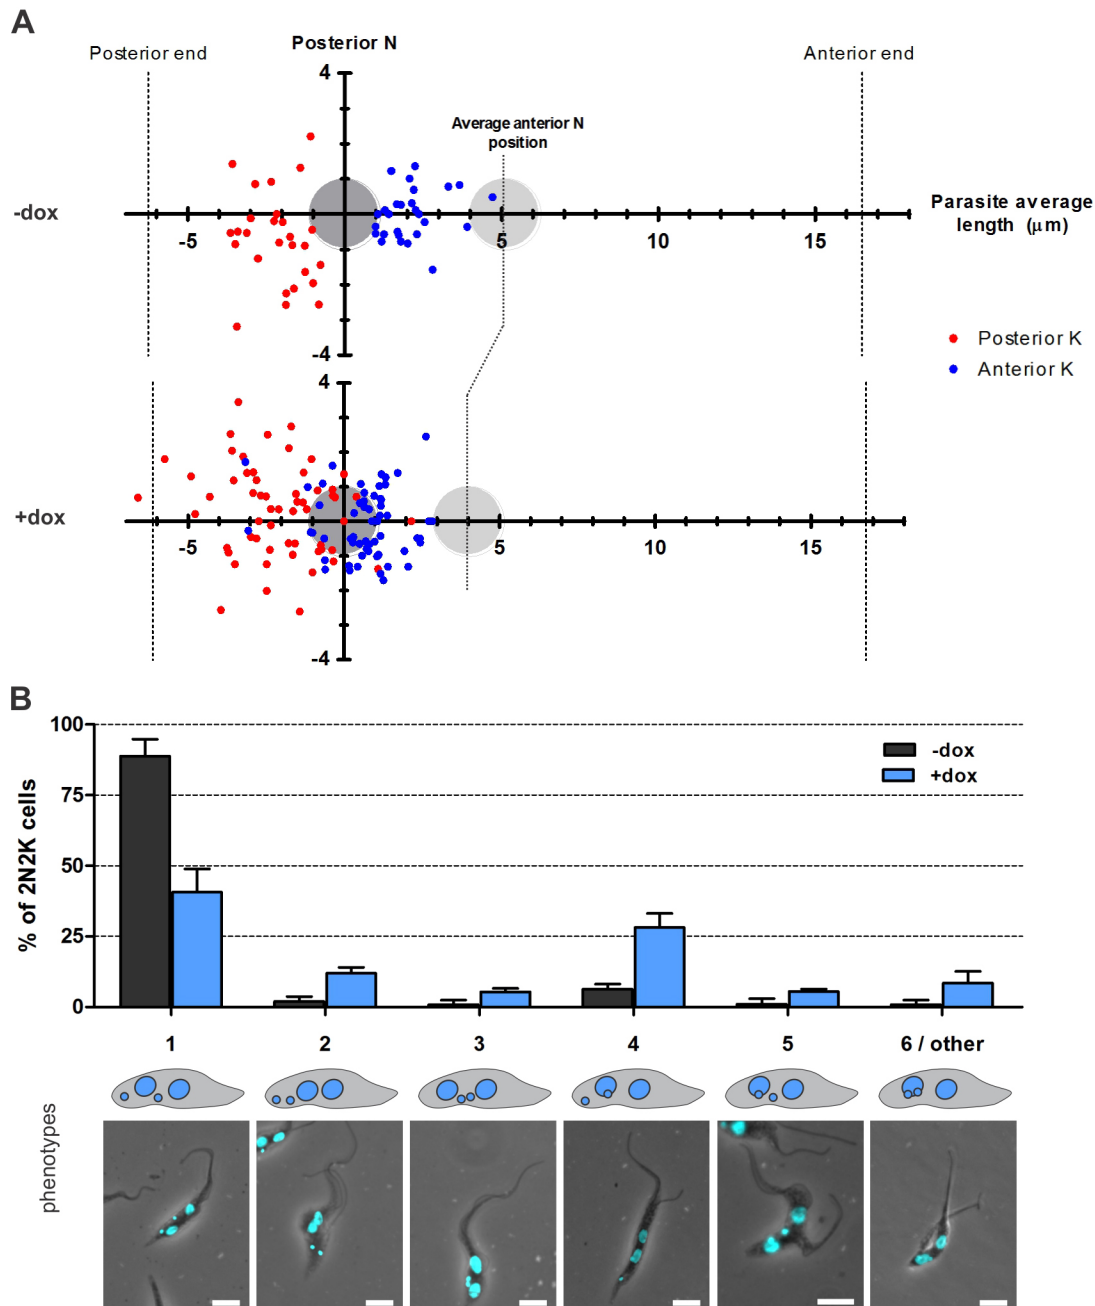 A
Posterior N
Posterior end
Anterior end
4
Average anterior N
position
-dox
-5
5
10
15
Parasite average
length (μm)
-4
Posterior K
Anterior K
4
+dox
-5
5
10
15
-4
B
% of 2N2K cells
100
75
50
25
0
-dox
+dox
1
2
3
4
5
6 / other
phenotypes